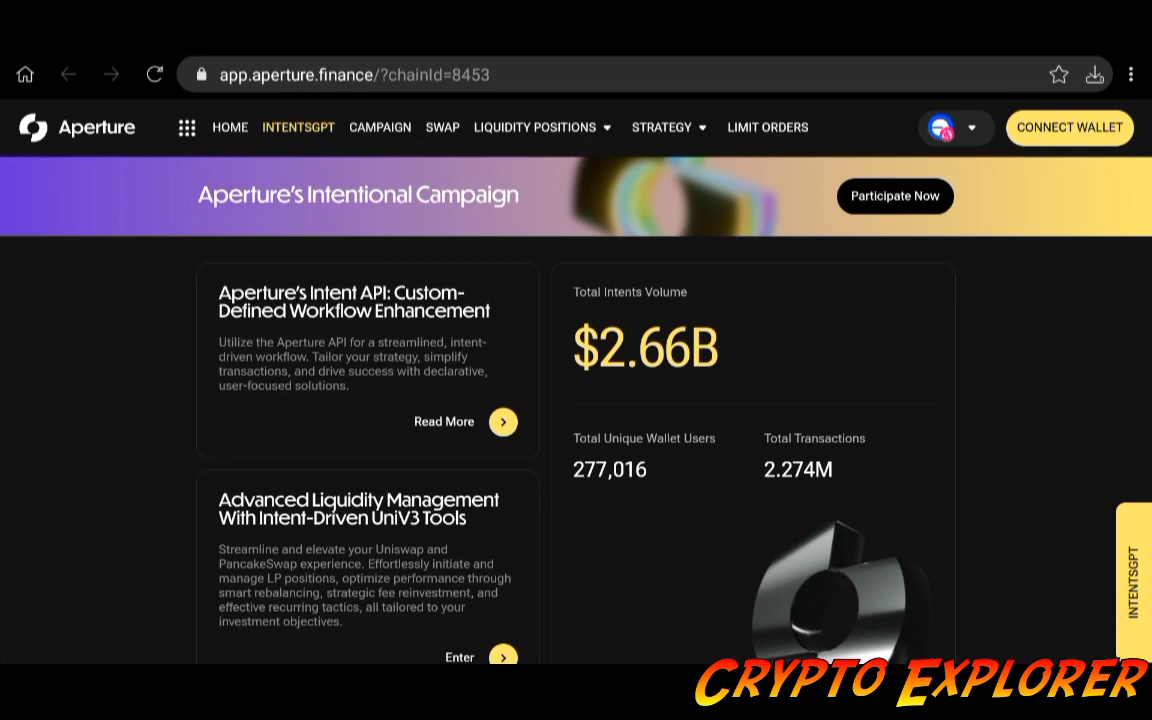 app.aperture.finance/?chainId=8453
Aperture
HOME INTENTSGPT CAMPAIGN SWAP LIQUIDITY POSITIONS STRATEGY LIMIT ORDERS
CONNECT WALLET
Aperture's Intentional Campaign
Participate Now
Aperture's Intent API: Custom-
Defined Workflow Enhancement
Utilize the Aperture API for a streamlined, intent-
driven workflow. Tailor your strategy, simplify
transactions, and drive success with declarative,
user-focused solutions.
Read More
Total Intents Volume
$2.66B
Total Unique Wallet Users
277,016
Total Transactions
2.274M
Advanced Liquidity Management
With Intent-Driven UniV3 Tools
Streamline and elevate your Uniswap and
PancakeSwap experience. Effortlessly initiate and
manage LP positions, optimize performance through
smart rebalancing, strategic fee reinvestment, and
effective recurring tactics, all tailored to your
investment objectives.
Enter
INTENTSGPT
CRYPTO EXPLORER